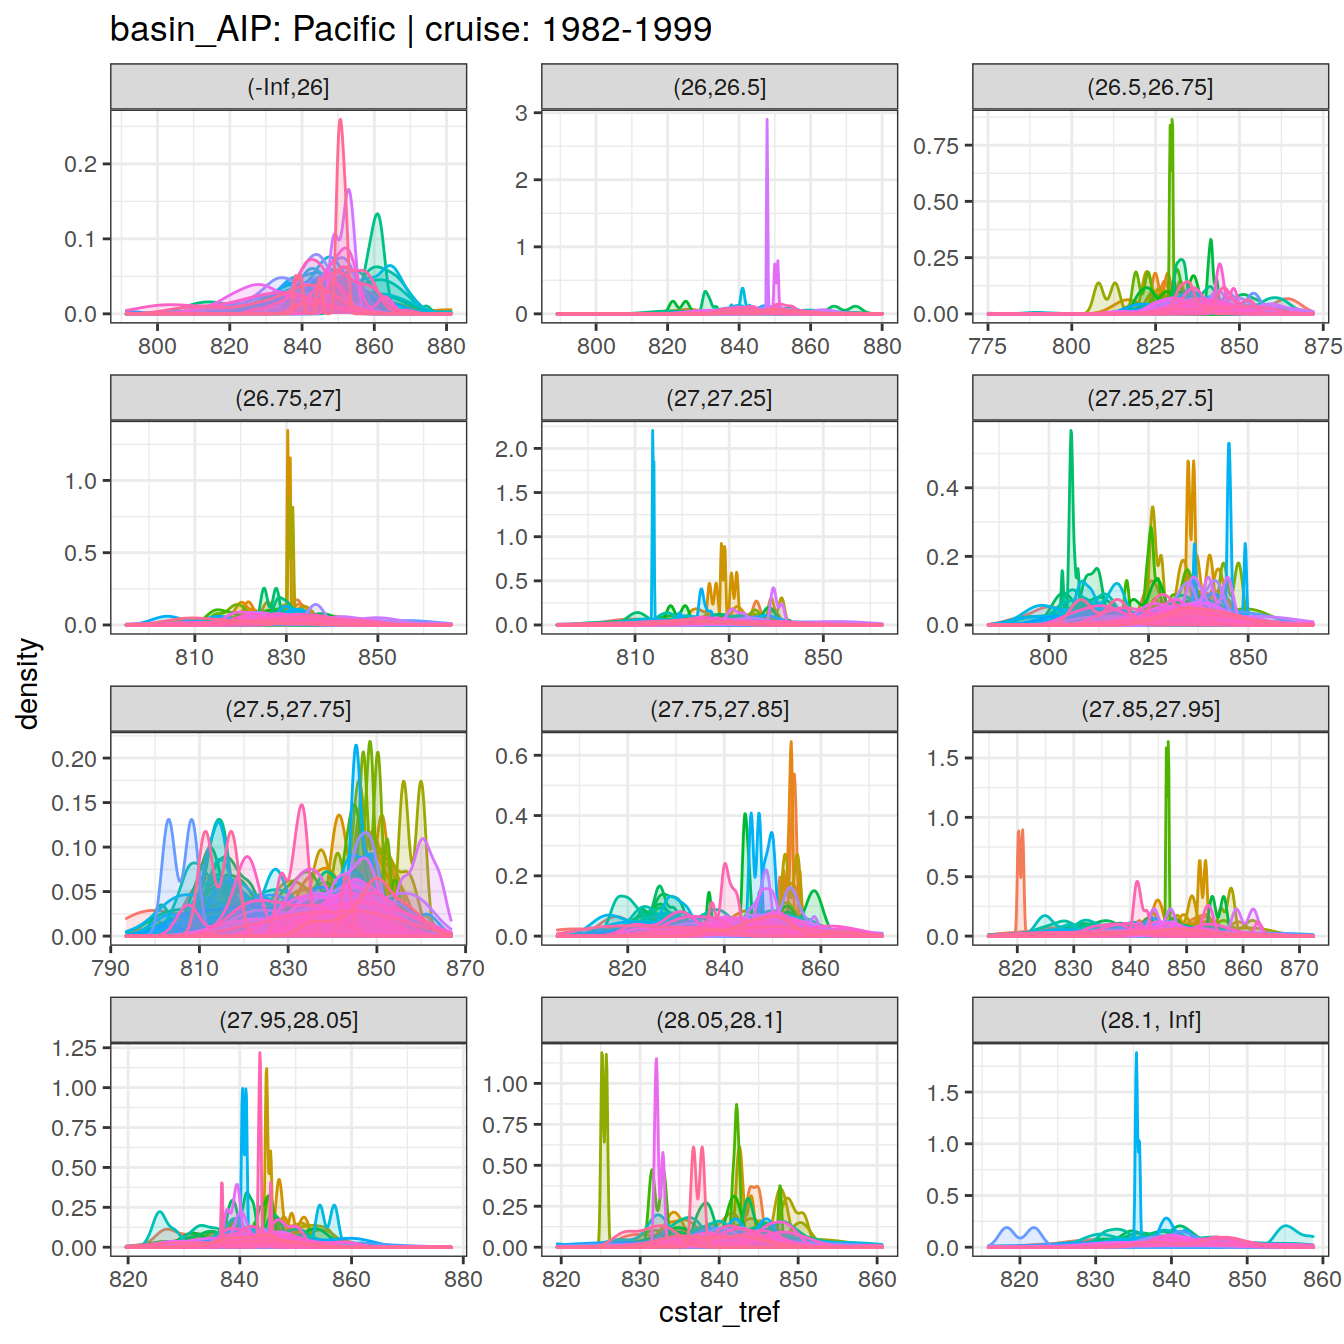 basin_AIP: Pacific | cruise: 1982-1999
(-Inf,26] (26,26.5] (26.5,26.75]
0.2 0.1 0.0
3 2 1 0
0.75 0.50 0.25 0.00
800 820 840 860 880
800 820 840 860 880
775 800 825 850 875
(26.75,27] (27,27.25] (27.25,27.5]
1.0 0.5 0.0
2.0 1.5 1.0 0.5 0.0
0.4 0.2 0.0
810 830 850
810 830 850
800 825 850
density
(27.5,27.75] (27.75,27.85] (27.85,27.95]
0.20 0.15 0.10 0.05 0.00
0.6 0.4 0.2 0.0
1.5 1.0 0.5 0.0
790 810 830 850 870
820 840 860
820 830 840 850 860 870
(27.95,28.05] (28.05,28.1] (28.1, Inf]
1.25 1.00 0.75 0.50 0.25 0.00
1.00 0.75 0.50 0.25 0.00
1.5 1.0 0.5 0.0
820 840 860 880
820 830 840 850 860
820 830 840 850 860
cstar_tref